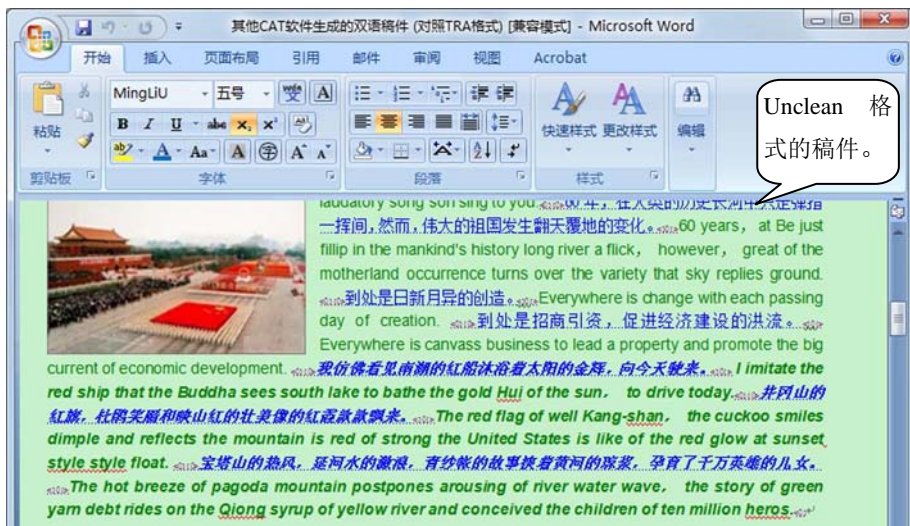 其他CAT软件生成的双语稿件 (对照TRA格式) [兼容模式] - Microsoft Word
开始 插入 页面布局 引用 邮件 审阅 视图 Acrobat
MingLiU 五号
粘贴
快速样式 更改样式 编辑
剪贴板 字体 段落 样式
Unclean 格
式的稿件。
laudatory song son sing to you.60 年，在人类的历史长河中只是弹指
一挥间,然而,伟大的祖国发生翻天覆地的变化。60 years， at Be just
fillip in the mankind's history long river a flick， however， great of the
motherland occurrence turns over the variety that sky replies ground.
到处是日新月异的创造。Everywhere is change with each passing
day of creation. 到处是招商引资，促进经济建设的洪流。
Everywhere is canvass business to lead a property and promote the big
current of economic development. 我仿佛看见南湖的红船沐浴着太阳的金辉，向今天驶来。I imitate the
red ship that the Buddha sees south lake to bathe the gold Hui of the sun， to drive today.井冈山的
红旗，杜鹃笑靥和映山红的壮美像的红霞款款飘来。The red flag of well Kang-shan， the cuckoo smiles
dimple and reflects the mountain is red of strong the United States is like of the red glow at sunset
style style float. 宝塔山的热风，延河水的激浪，青纱帐的故事挟着黄河的琼浆，孕育了千万英雄的儿女。
The hot breeze of pagoda mountain postpones arousing of river water wave， the story of green
yarn debt rides on the Qiong syrup of yellow river and conceived the children of ten million heros.